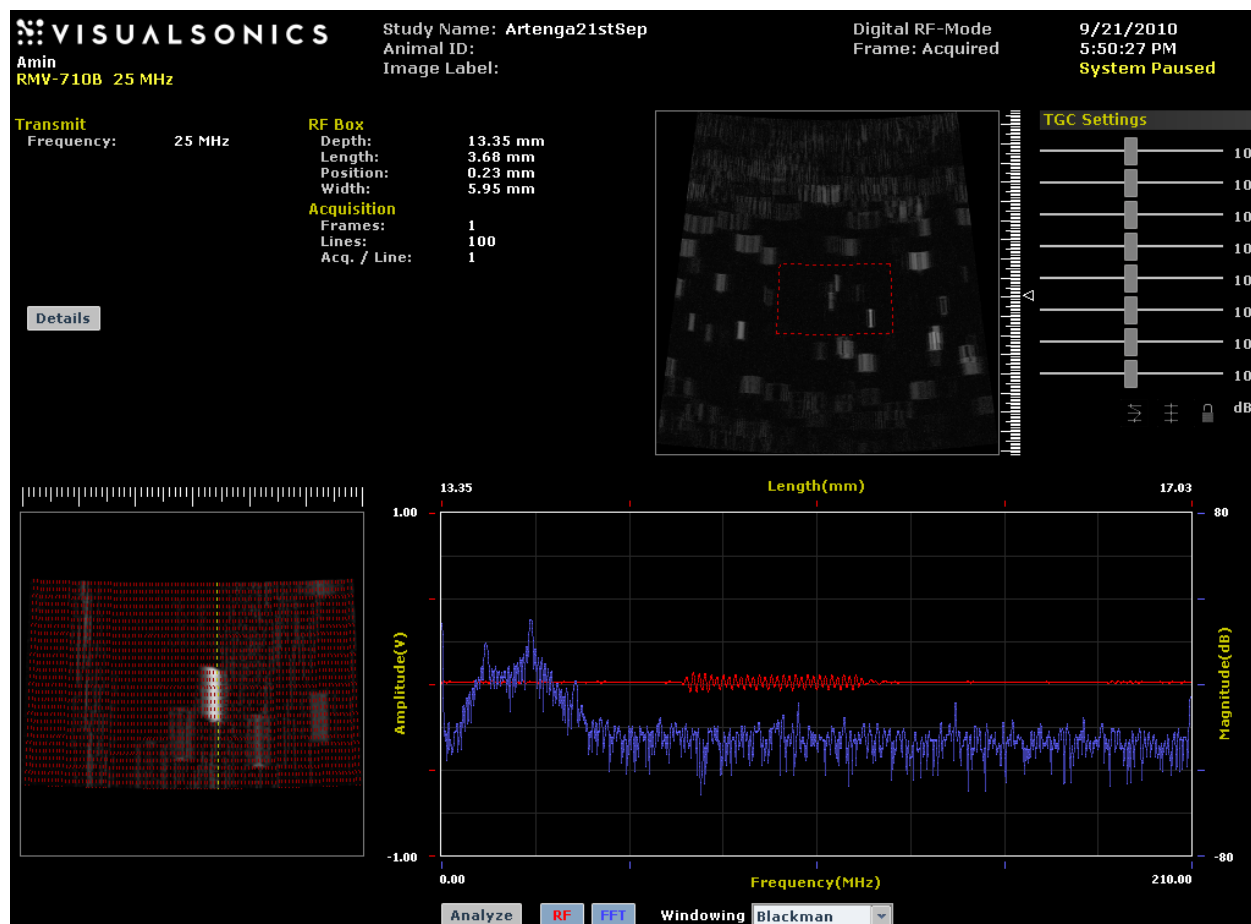 VISUALSONICS
Amin
RMV-710B 25 MHz
Study Name: Artenga21stSep
Animal ID:
Image Label:
Digital RF-Mode
Frame: Acquired
9/21/2010
5:50:27 PM
System Paused
Transmit
Frequency: 25 MHz
RF Box
Depth: 13.35 mm
Length: 3.68 mm
Position: 0.23 mm
Width: 5.95 mm
Acquisition
Frames: 1
Lines: 100
Acq. / Line: 1
Details
TGC Settings
10
10
10
10
10
10
10
10
dB
13.35 Length(mm) 17.03
1.00
80
Amplitude(V)
Magnitude(dB)
-1.00
-80
0.00 Frequency(MHz) 210.00
Analyze RF FFT Windowing Blackman